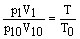 p₁V₁/p₁₀V₁₀ = T/T₀